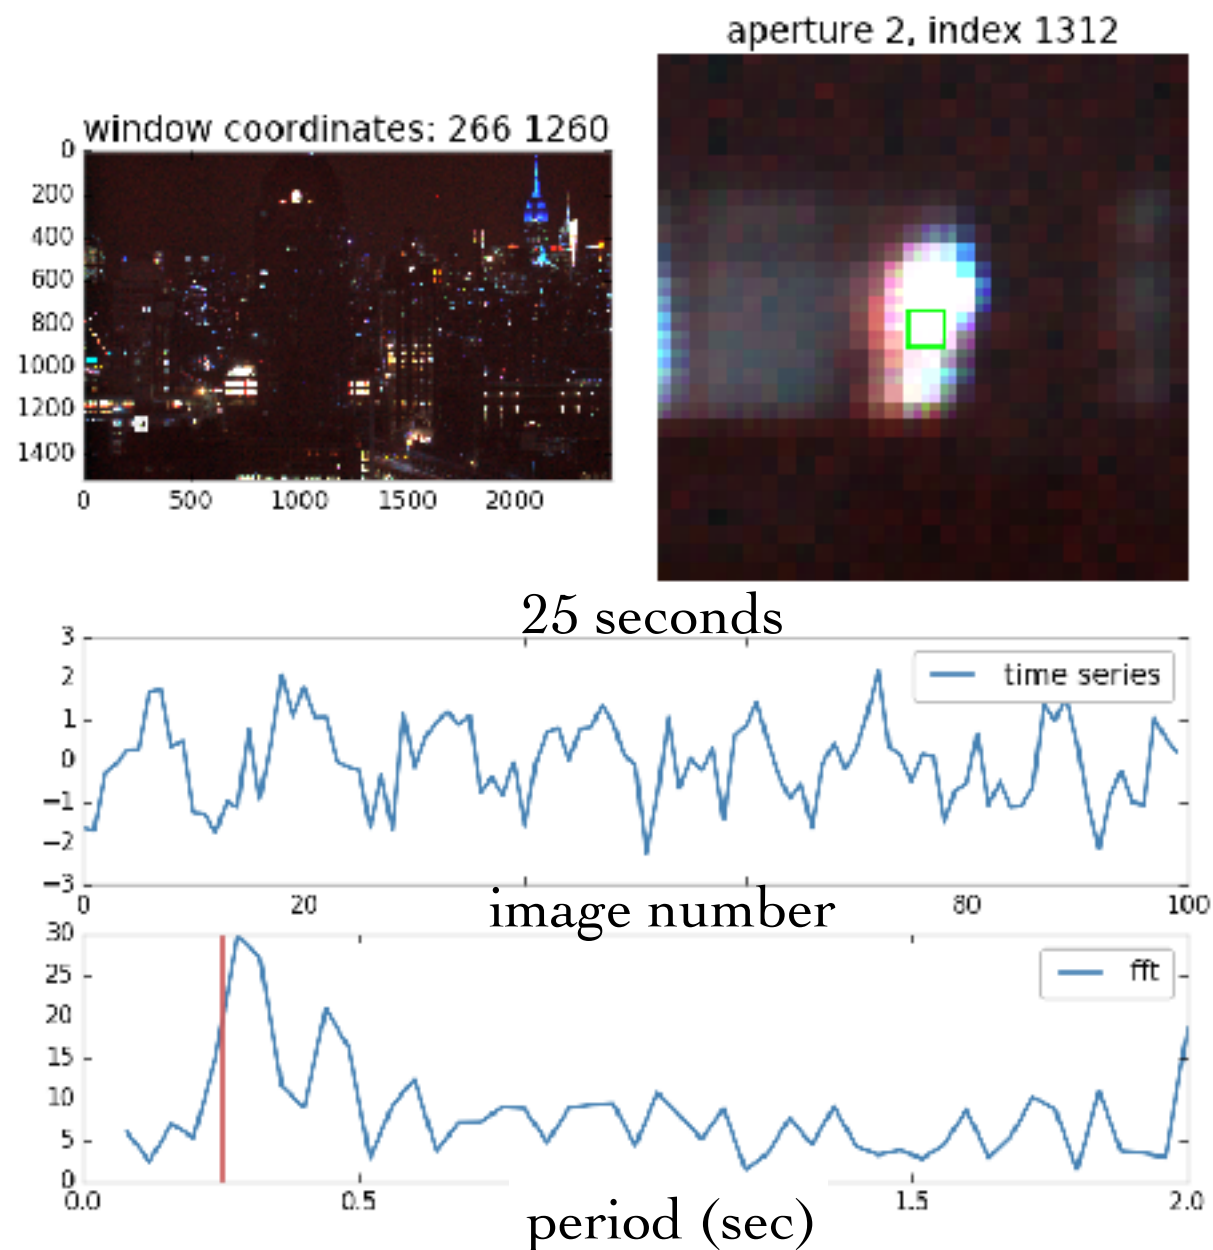 aperture 2, index 1312
window coordinates: 266 1260
0
200
400
600
800
1000
1200
1400
0 500 1000 1500 2000
25 seconds
3
2
1
0
−1
−2
−3
time series
0 20 image number 80 100
30
25
20
15
10
5
0
fft
0.0 0.5 1.5 2.0
period (sec)